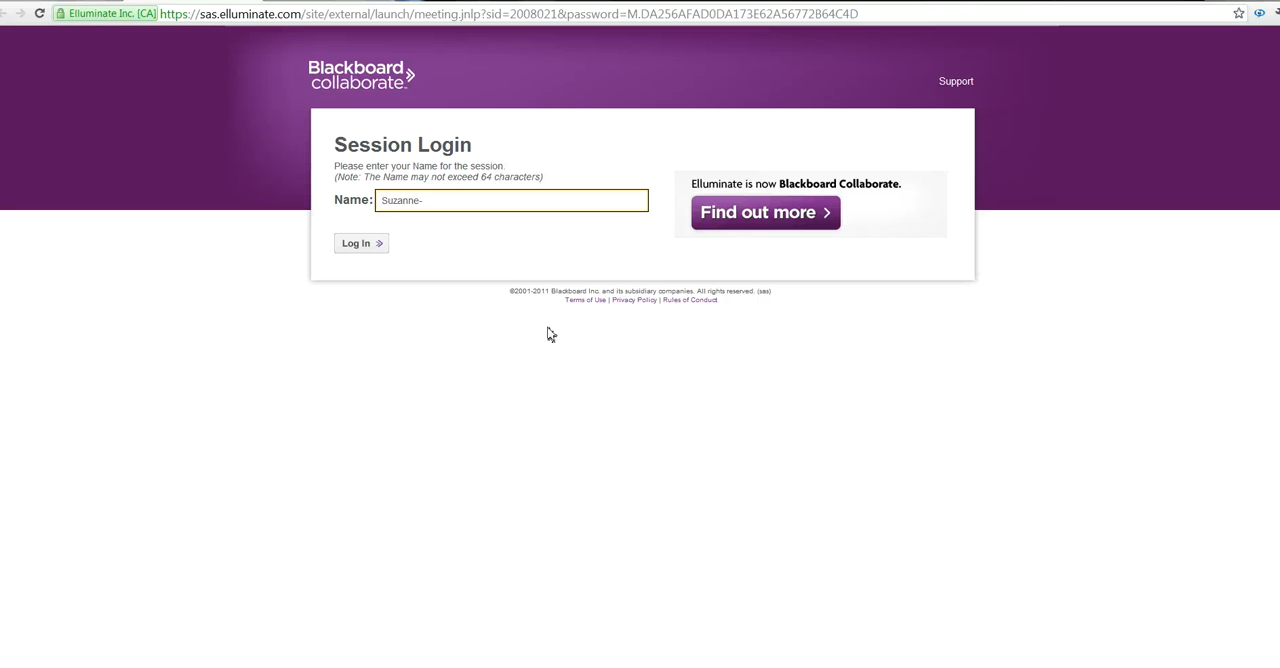 Elluminate Inc. [CA] https://sas.elluminate.com/site/external/launch/meeting.jnlp?sid=2008021&password=M.DA256AFAD0DA173E62A56772B64C4D
Blackboard
collaborate™
Support
Session Login
Please enter your Name for the session.
(Note: The Name may not exceed 64 characters)
Name: Suzanne-
Log In
Elluminate is now Blackboard Collaborate.
Find out more
©2001-2011 Blackboard Inc. and its subsidiary companies. All rights reserved. (sas)
Terms of Use | Privacy Policy | Rules of Conduct